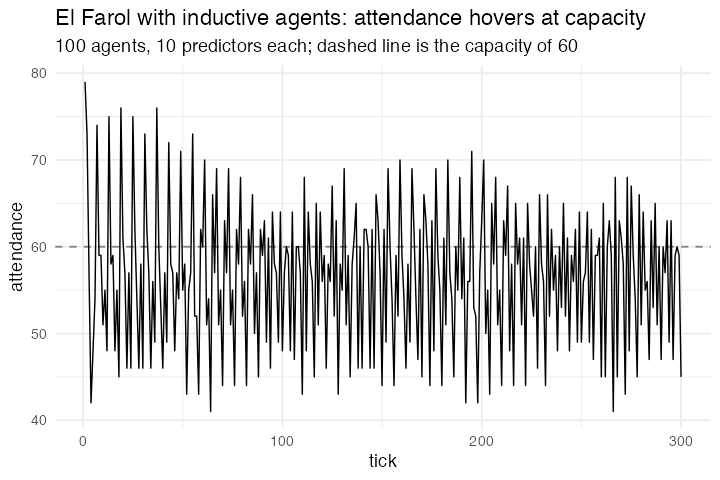 El Farol with inductive agents: attendance hovers at capacity
100 agents, 10 predictors each; dashed line is the capacity of 60
80
70
60
50
40
attendance
0
100
200
300
tick